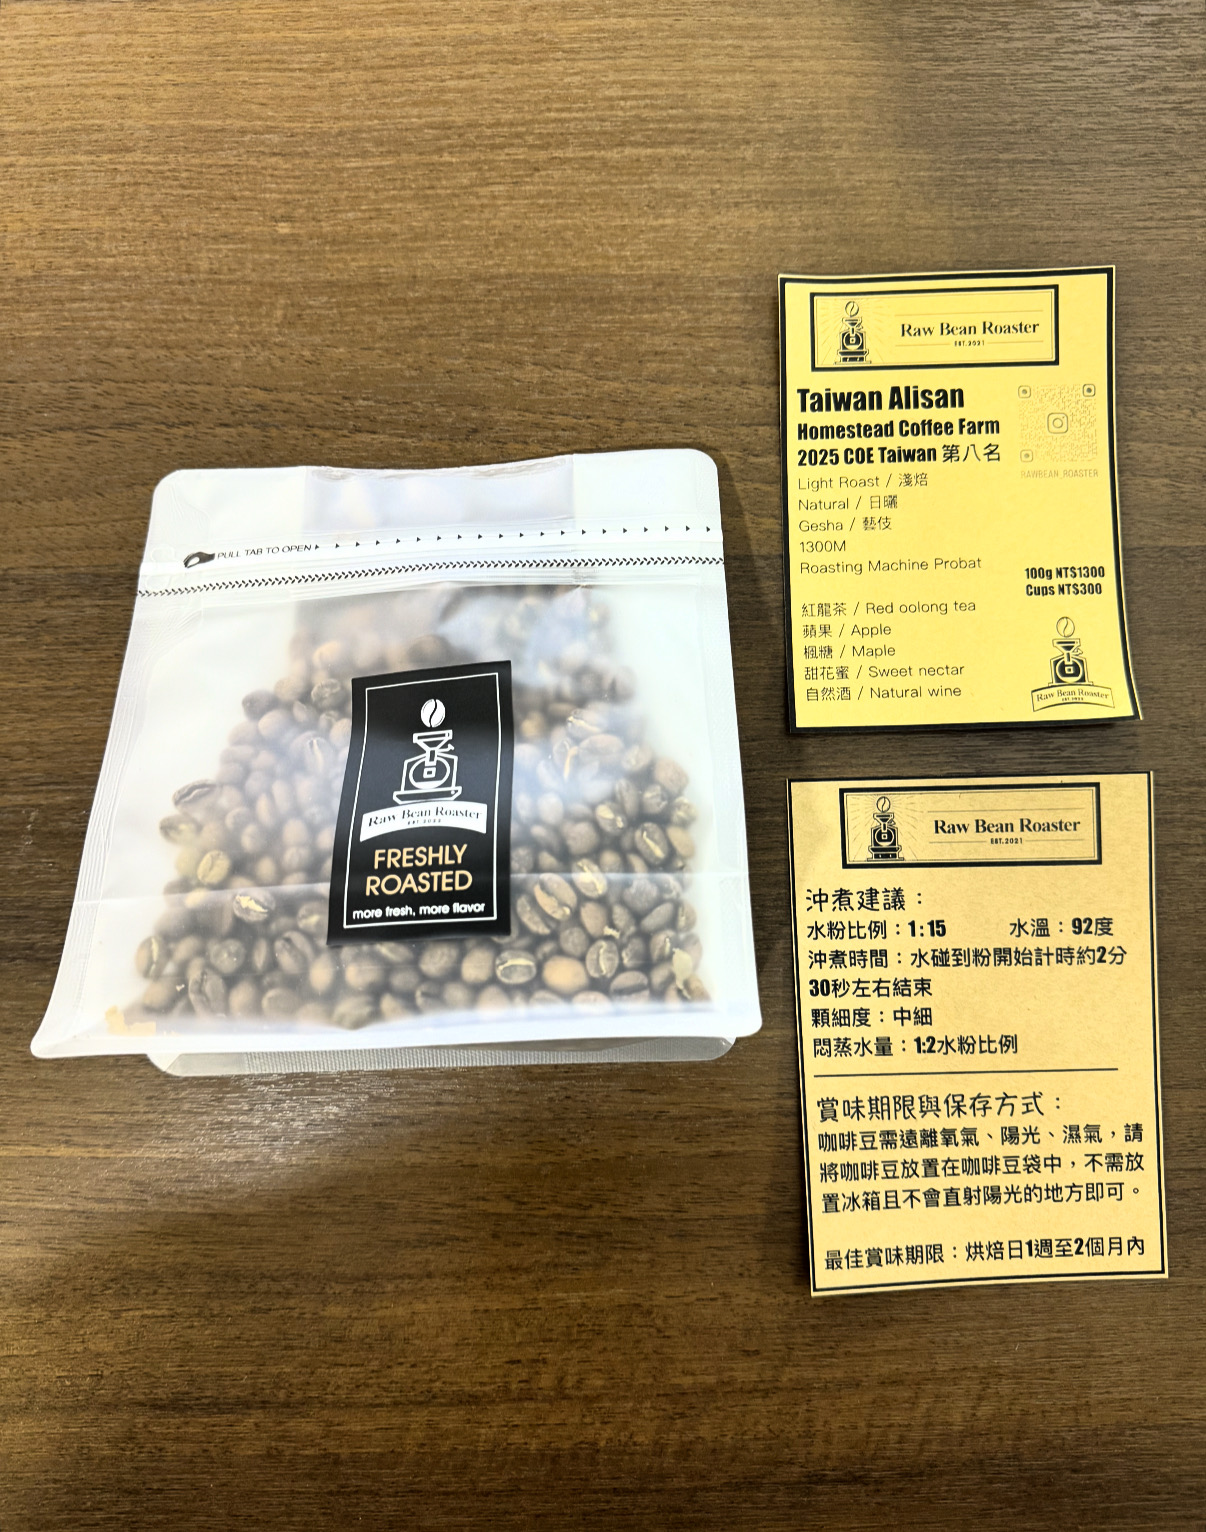 PULL TAB TO OPEN
Raw Bean Roaster
FRESHLY
ROASTED
more fresh, more flavor
Raw Bean Roaster
EST.2021
Taiwan Alisan
Homestead Coffee Farm
2025 COE Taiwan 第八名
RAWBEAN_ROASTER
Light Roast / 淺焙
Natural / 日曬
Gesha / 藝伎
1300M
Roasting Machine Probat
100g NT$1300
Cups NT$300
紅龍茶 / Red oolong tea
蘋果 / Apple
楓糖 / Maple
甜花蜜 / Sweet nectar
自然酒 / Natural wine
Raw Bean Roaster
Raw Bean Roaster
EST.2021
沖煮建議：
水粉比例：1:15 水溫：92度
沖煮時間：水碰到粉開始計時約2分
30秒左右結束
顆細度：中細
悶蒸水量：1:2水粉比例
賞味期限與保存方式：
咖啡豆需遠離氧氣、陽光、濕氣，請
將咖啡豆放置在咖啡豆袋中，不需放
置冰箱且不會直射陽光的地方即可。
最佳賞味期限：烘焙日1週至2個月內